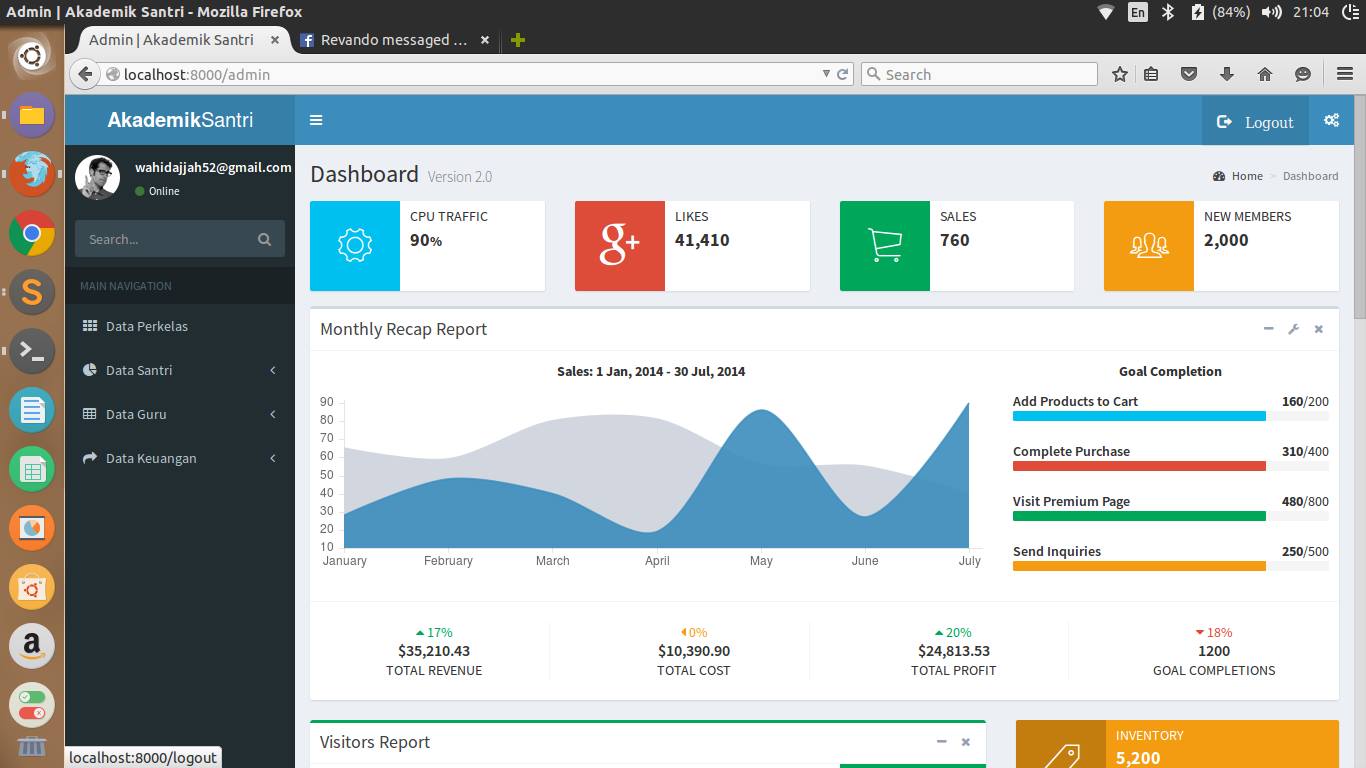 Admin | Akademik Santri - Mozilla Firefox
En
(84%)
21:04
Admin | Akademik Santri
Revando messaged ...
localhost:8000/admin
Search
AkademikSantri
Logout
wahidajjah52@gmail.com
Online
Search...
MAIN NAVIGATION
Data Perkelas
Data Santri
Data Guru
Data Keuangan
Dashboard Version 2.0
Home > Dashboard
CPU TRAFFIC
90%
g+
LIKES
41,410
SALES
760
NEW MEMBERS
2,000
Monthly Recap Report
Sales: 1 Jan, 2014 - 30 Jul, 2014
90
80
70
60
50
40
30
20
10
January February March April May June July
Goal Completion
Add Products to Cart 160/200
Complete Purchase 310/400
Visit Premium Page 480/800
Send Inquiries 250/500
17%
$35,210.43
TOTAL REVENUE
0%
$10,390.90
TOTAL COST
20%
$24,813.53
TOTAL PROFIT
18%
1200
GOAL COMPLETIONS
Visitors Report
INVENTORY
5,200
localhost:8000/logout